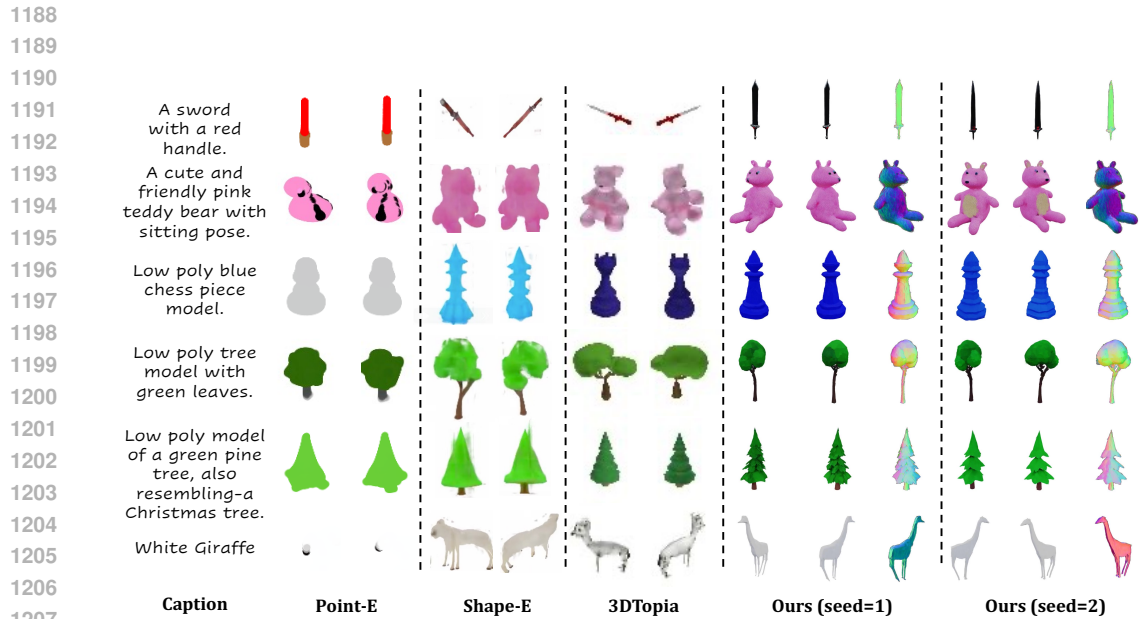 1188
1189
1190
1191
1192
1193
1194
1195
1196
1197
1198
1199
1200
1201
1202
1203
1204
1205
1206
1207
A sword
with a red
handle.
A cute and
friendly pink
teddy bear with
sitting pose.
Low poly blue
chess piece
model.
Low poly tree
model with
green leaves.
Low poly model
of a green pine
tree, also
resembling-a
Christmas tree.
White Giraffe
Caption Point-E Shape-E 3DTopia Ours (seed=1) Ours (seed=2)